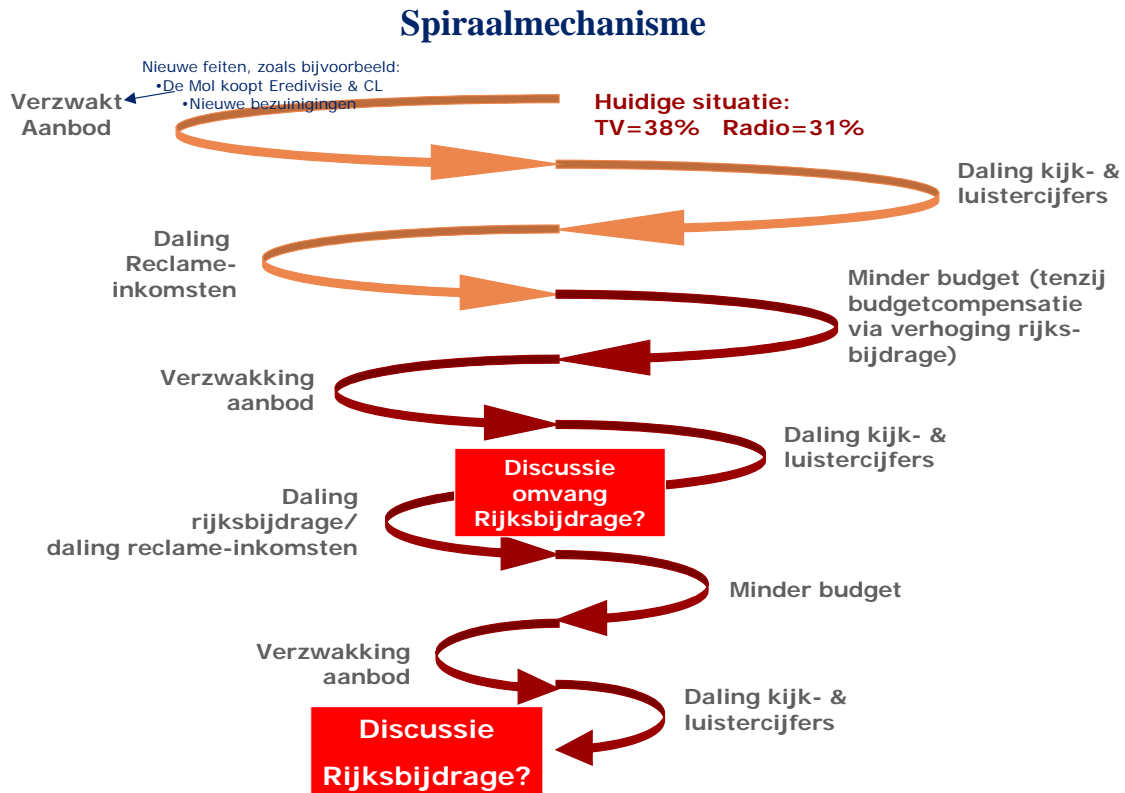 Spiraalmechanisme
Nieuwe feiten, zoals bijvoorbeeld:
•De Mol koopt Eredivisie & CL
•Nieuwe bezuinigingen
Verzwakt
Aanbod
Huidige situatie:
TV=38% Radio=31%
Daling kijk- &
luistercijfers
Daling
Reclame-
inkomsten
Minder budget (tenzij
budgetcompensatie
via verhoging rijks-
bijdrage)
Verzwakking
aanbod
Daling kijk- &
luistercijfers
Discussie
omvang
Rijksbijdrage?
Daling
rijksbijdrage/
daling reclame-inkomsten
Minder budget
Verzwakking
aanbod
Daling kijk- &
luistercijfers
Discussie
Rijksbijdrage?